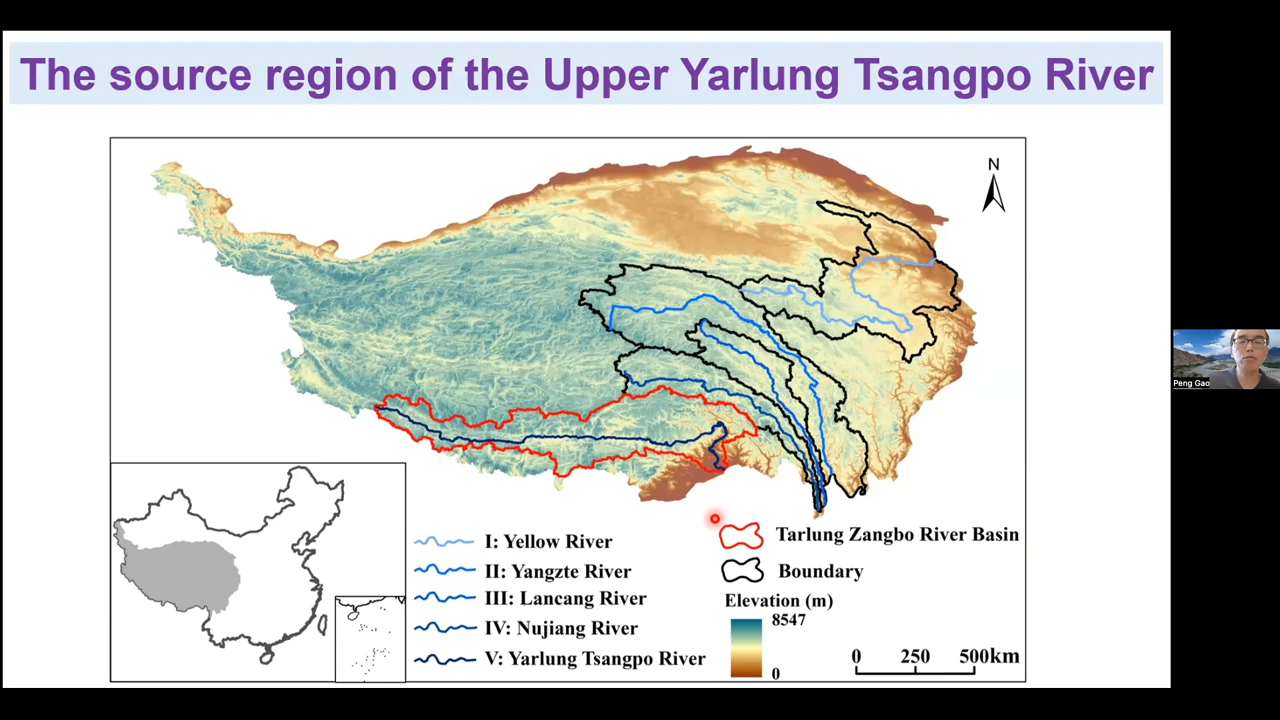 The source region of the Upper Yarlung Tsangpo River
N
I: Yellow River
II: Yangzte River
III: Lancang River
IV: Nujiang River
V: Yarlung Tsangpo River
Tarlung Zangbo River Basin
Boundary
Elevation (m)
8547
0
0 250 500km
Peng Gao